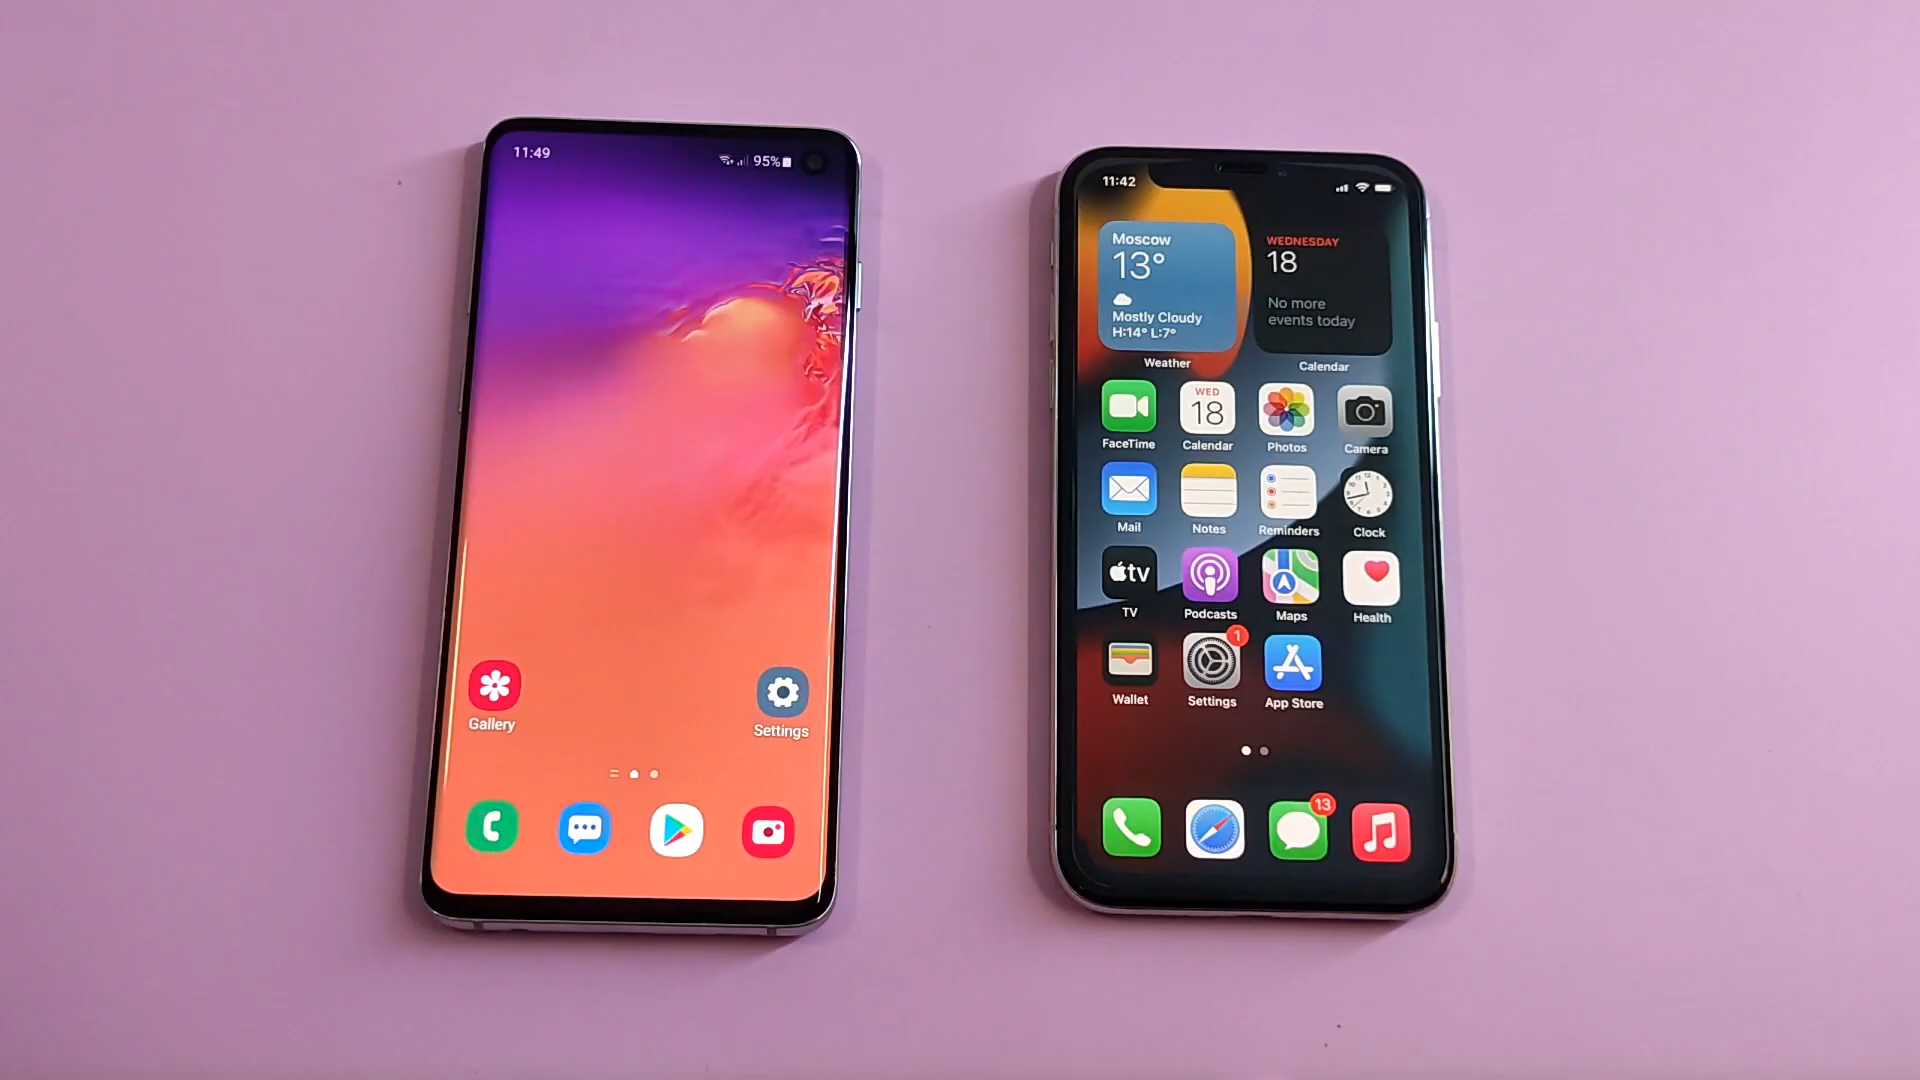 11:49
95%
Gallery
Settings
11:42
Moscow
13°
Mostly Cloudy
H:14° L:7°
Weather
WEDNESDAY
18
No more
events today
Calendar
WED
18
FaceTime
Calendar
Photos
Camera
Mail
Notes
Reminders
Clock
tv
TV
Podcasts
Maps
Health
1
Wallet
Settings
App Store
13